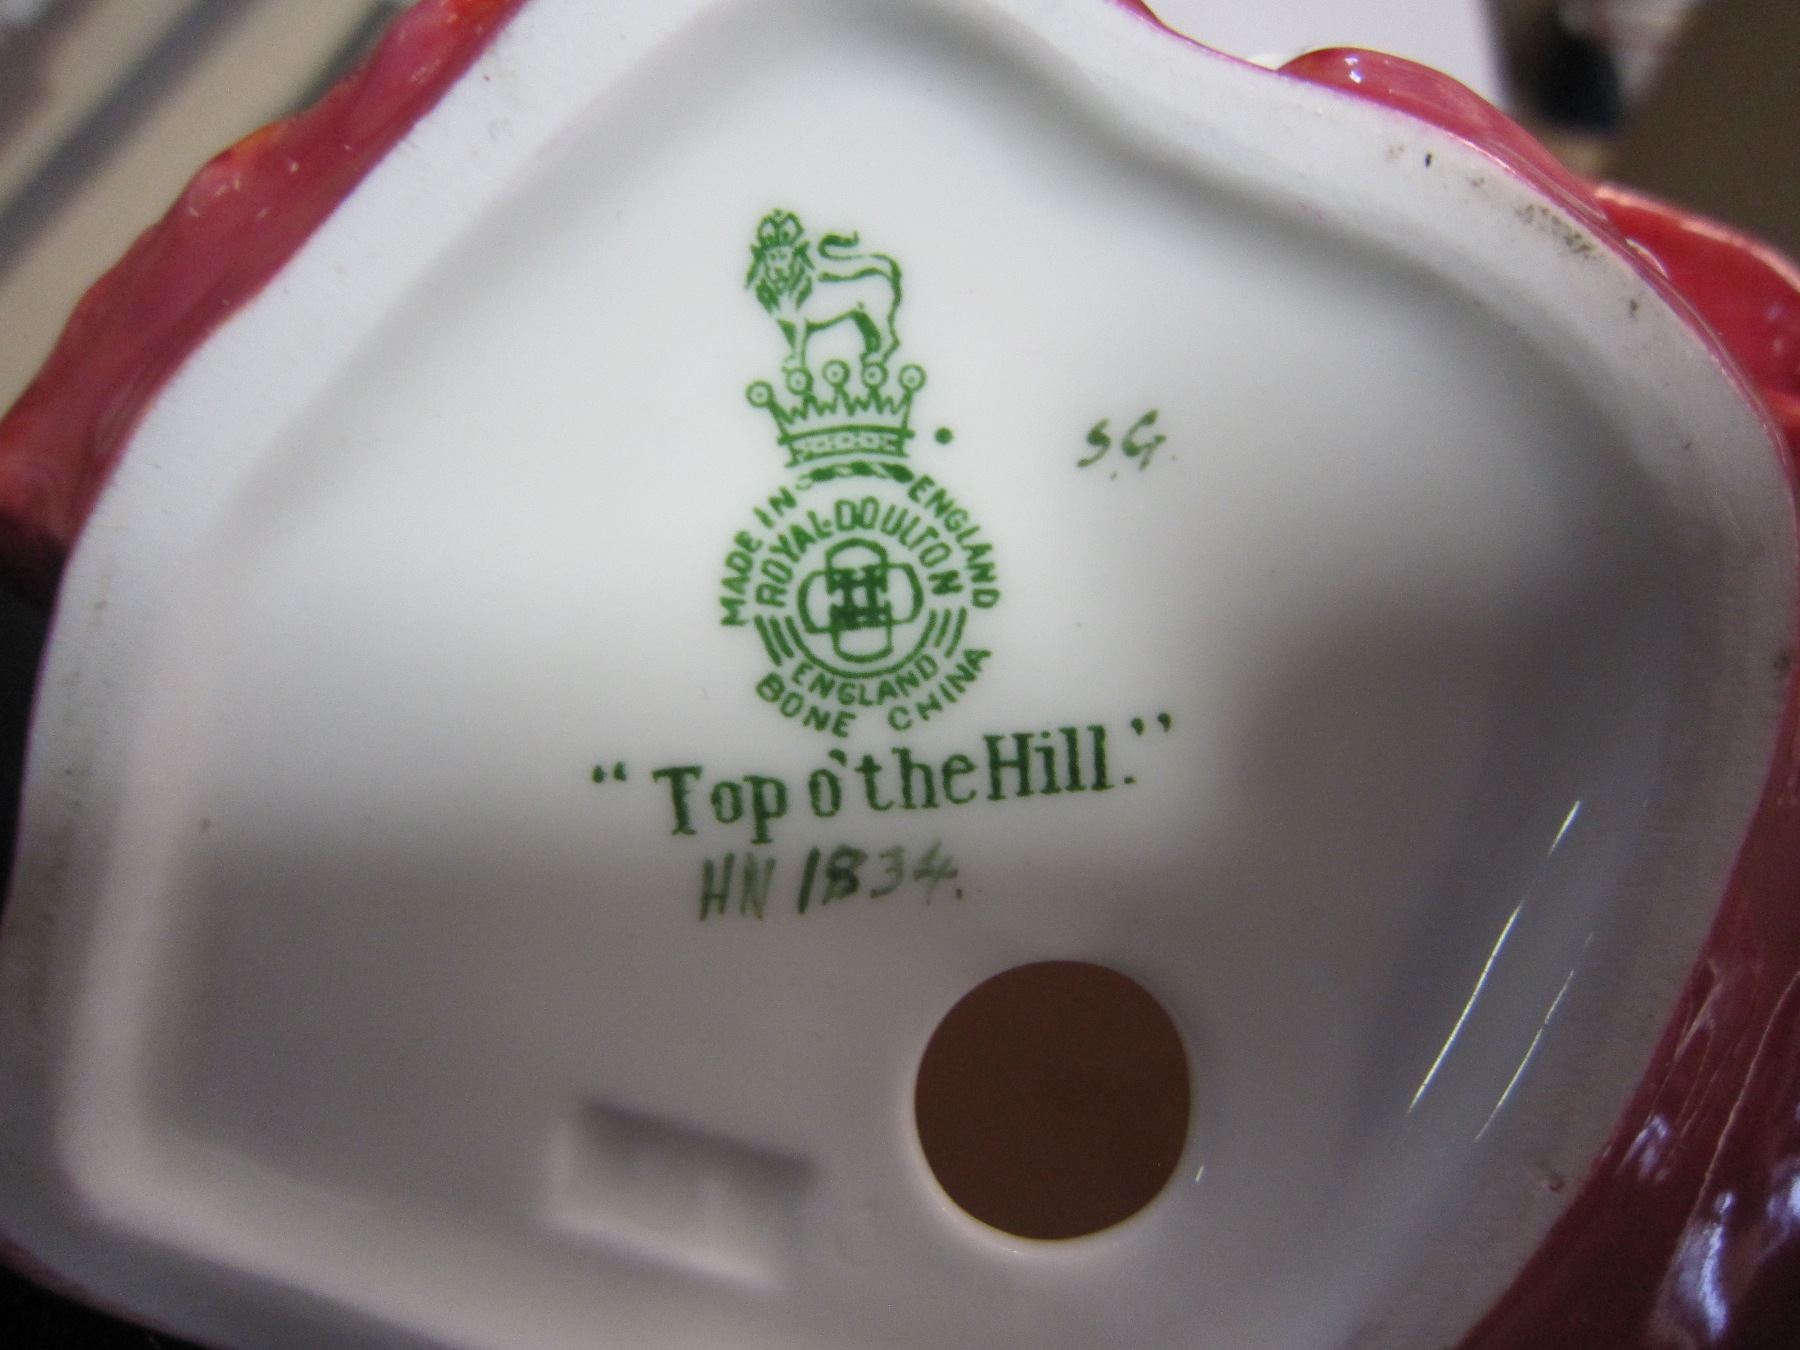 S.G.
MADE IN ENGLAND
ROYAL-DOULTON
ENGLAND
BONE CHINA
“Top o' the Hill.”
HN 1834.